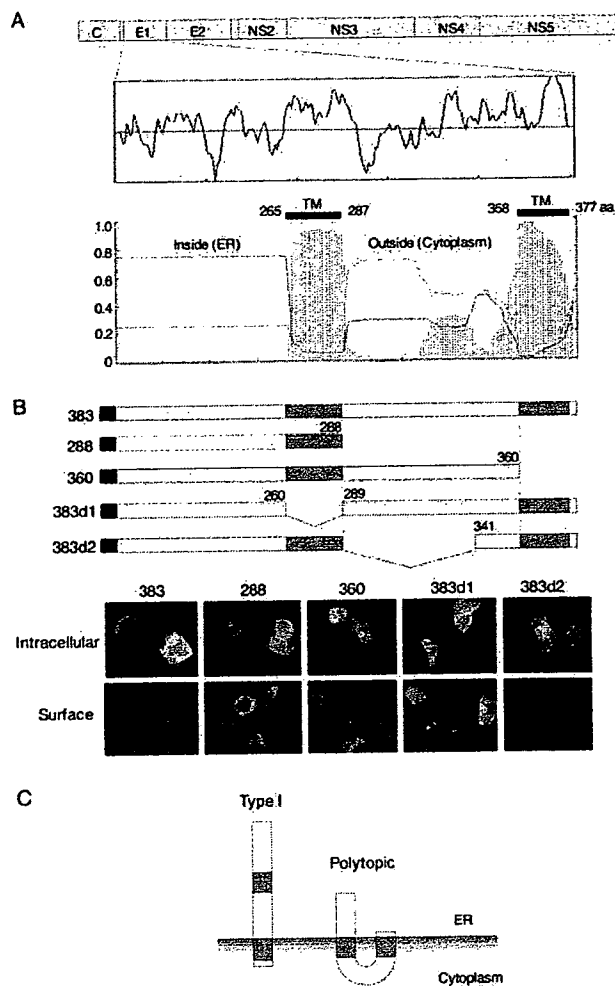 A
C E1 E2 NS2 NS3 NS4 NS5
TM
265 287
TM
358 377 aa
1.0
0.8
0.6
0.4
0.2
0
Inside (ER)
Outside (Cytoplasm)
B
383
288
288
360
360
383d1
260 289
383d2
341
383 288 360 383d1 383d2
Intracellular
Surface
C
Type I
Polytopic
ER
Cytoplasm